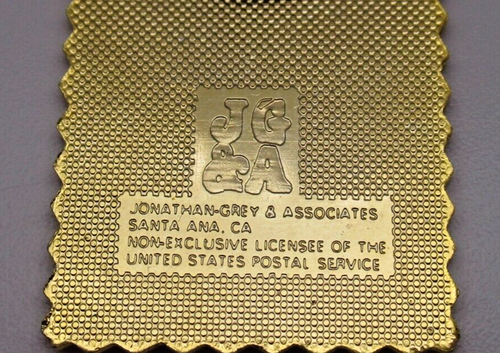 JG
&A
JONATHAN-GREY & ASSOCIATES
SANTA ANA, CA
NON-EXCLUSIVE LICENSEE OF THE
UNITED STATES POSTAL SERVICE